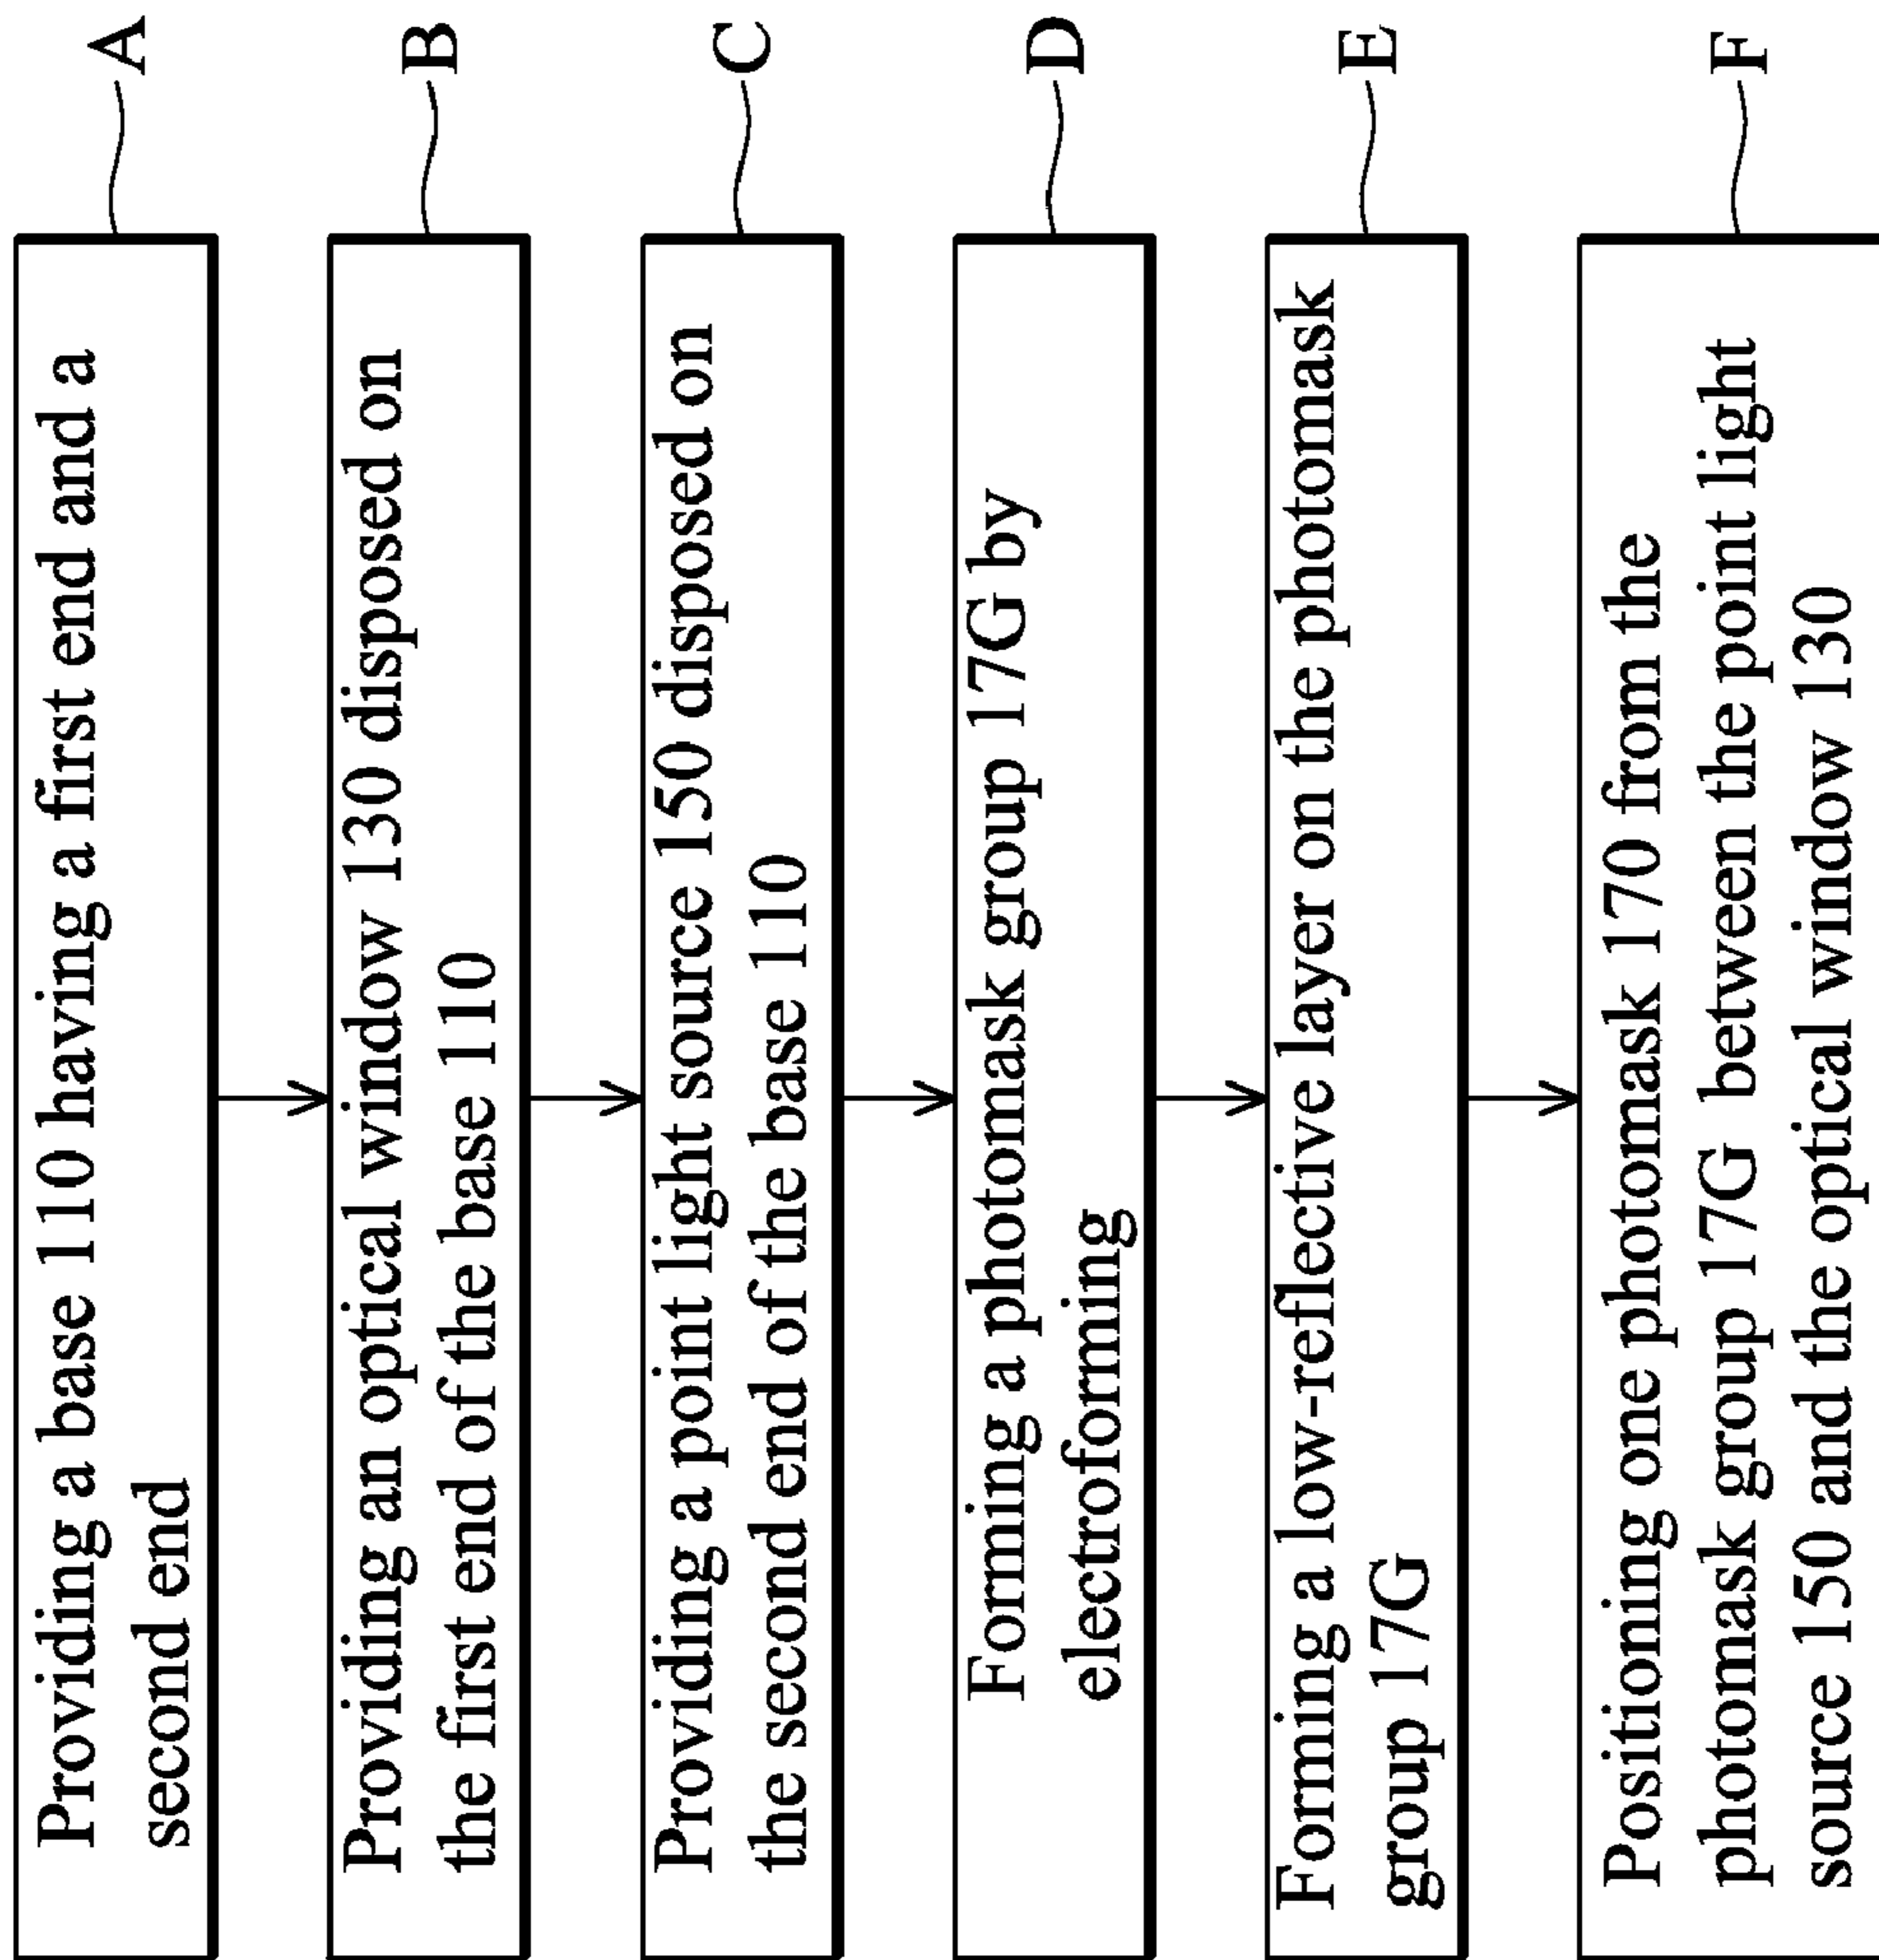 Providing a base 110 having a first end and a
second end
A
Providing an optical window 130 disposed on
the first end of the base 110
B
Providing a point light source 150 disposed on
the second end of the base 110
C
Forming a photomask group 17G by
electroforming
D
Forming a low-reflective layer on the photomask
group 17G
E
Positioning one photomask 170 from the
photomask group 17G between the point light
source 150 and the optical window 130
F